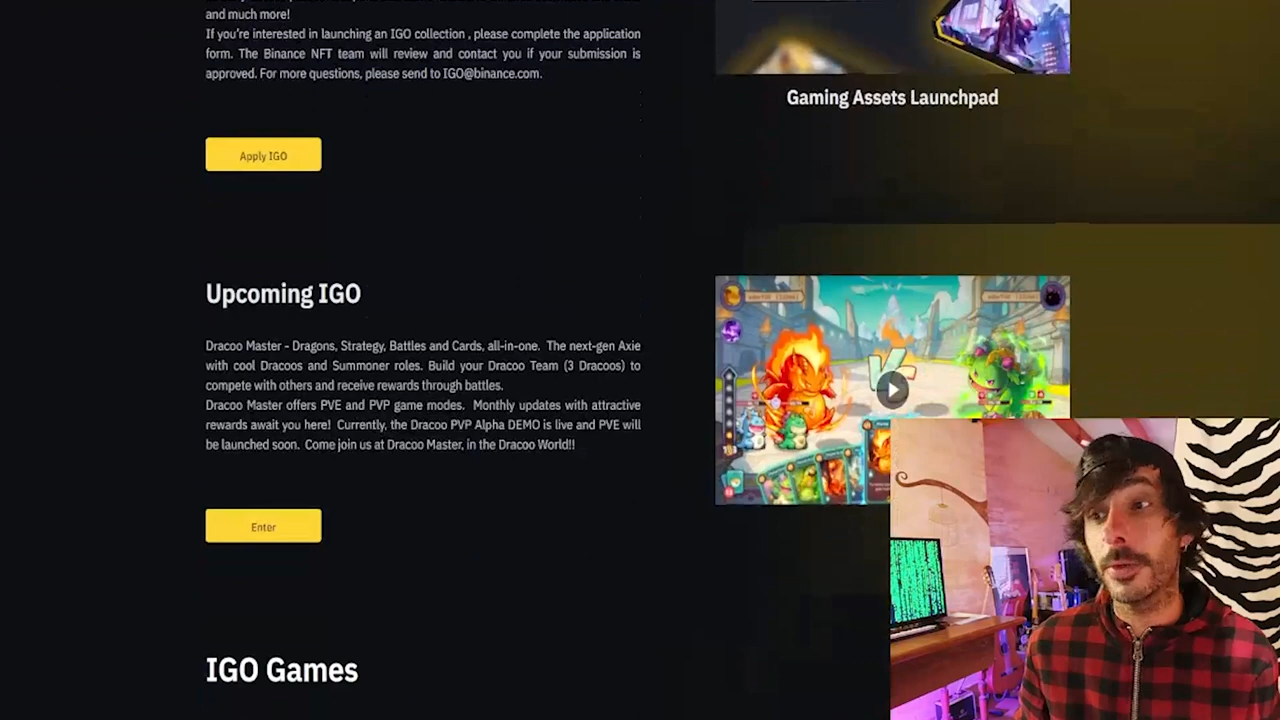 and much more!
If you're interested in launching an IGO collection , please complete the application
form. The Binance NFT team will review and contact you if your submission is
approved. For more questions, please send to IGO@binance.com.
Gaming Assets Launchpad
Apply IGO
Upcoming IGO
Dracoo Master - Dragons, Strategy, Battles and Cards, all-in-one. The next-gen Axie
with cool Dracoos and Summoner roles. Build your Dracoo Team (3 Dracoos) to
compete with others and receive rewards through battles.
Dracoo Master offers PVE and PVP game modes. Monthly updates with attractive
rewards await you here! Currently, the Dracoo PVP Alpha DEMO is live and PVE will
be launched soon. Come join us at Dracoo Master, in the Dracoo World!!
Enter
IGO Games